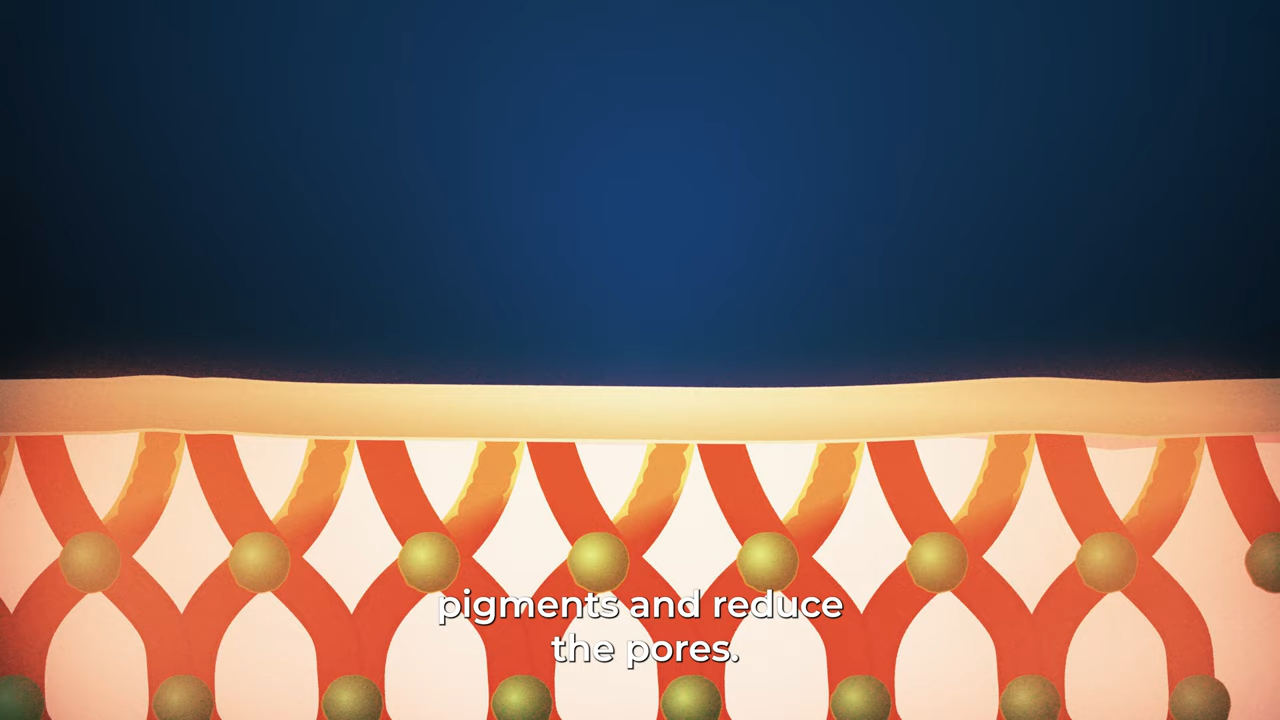 pigments and reduce
the pores.